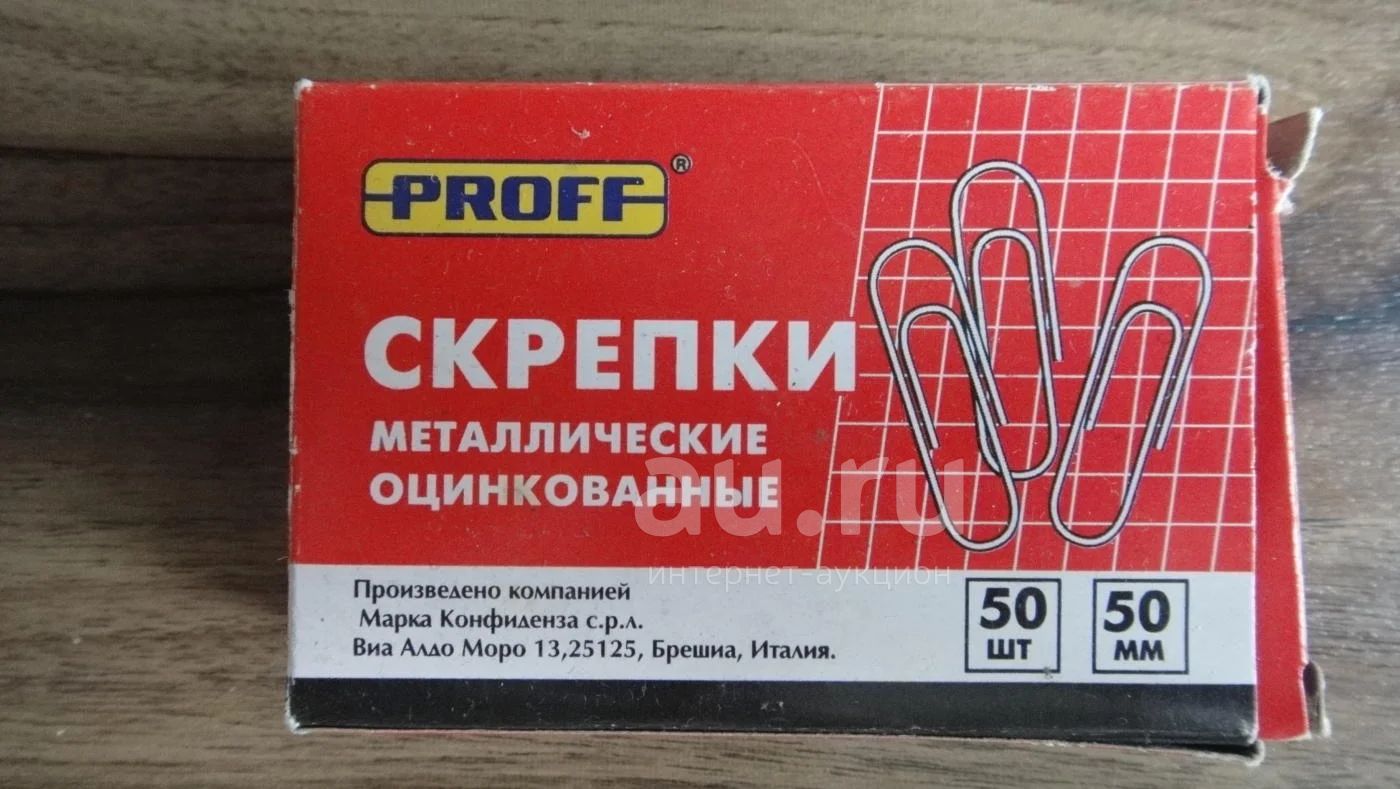 PROFF®
СКРЕПКИ
МЕТАЛЛИЧЕСКИЕ
ОЦИНКОВАННЫЕ
au.ru
интернет-аукцион
Произведено компанией
Марка Конфиденза с.р.л.
Виа Алдо Моро 13,25125, Брешиа, Италия.
50 ШТ
50 ММ